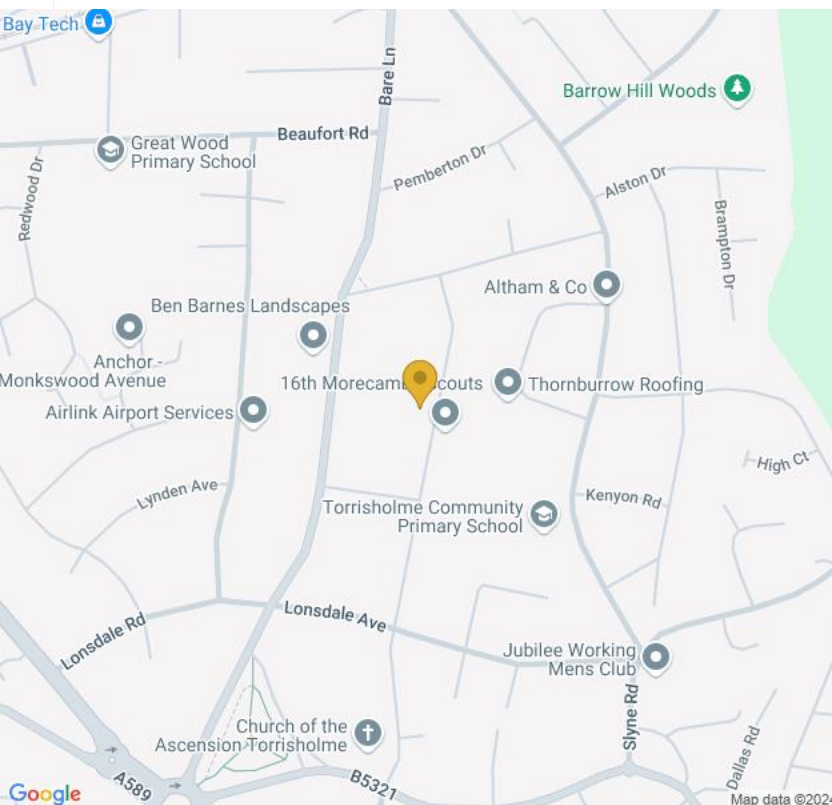 Bay Tech
Bare Ln
Barrow Hill Woods
Beaufort Rd
Great Wood
Primary School
Pemberton Dr
Redwood Dr
Alston Dr
Brampton Dr
Altham & Co
Ben Barnes Landscapes
Anchor -
Monkswood Avenue
16th Morecam
couts
Thornburrow Roofing
Airlink Airport Services
High Ct
Lynden Ave
Kenyon Rd
Torrisholme Community
Primary School
Lonsdale Ave
Lonsdale Rd
Jubilee Working
Mens Club
Slyne Rd
Church of the
Ascension Torrisholme
Dallas Rd
A589
B5321
Google
Map data ©202